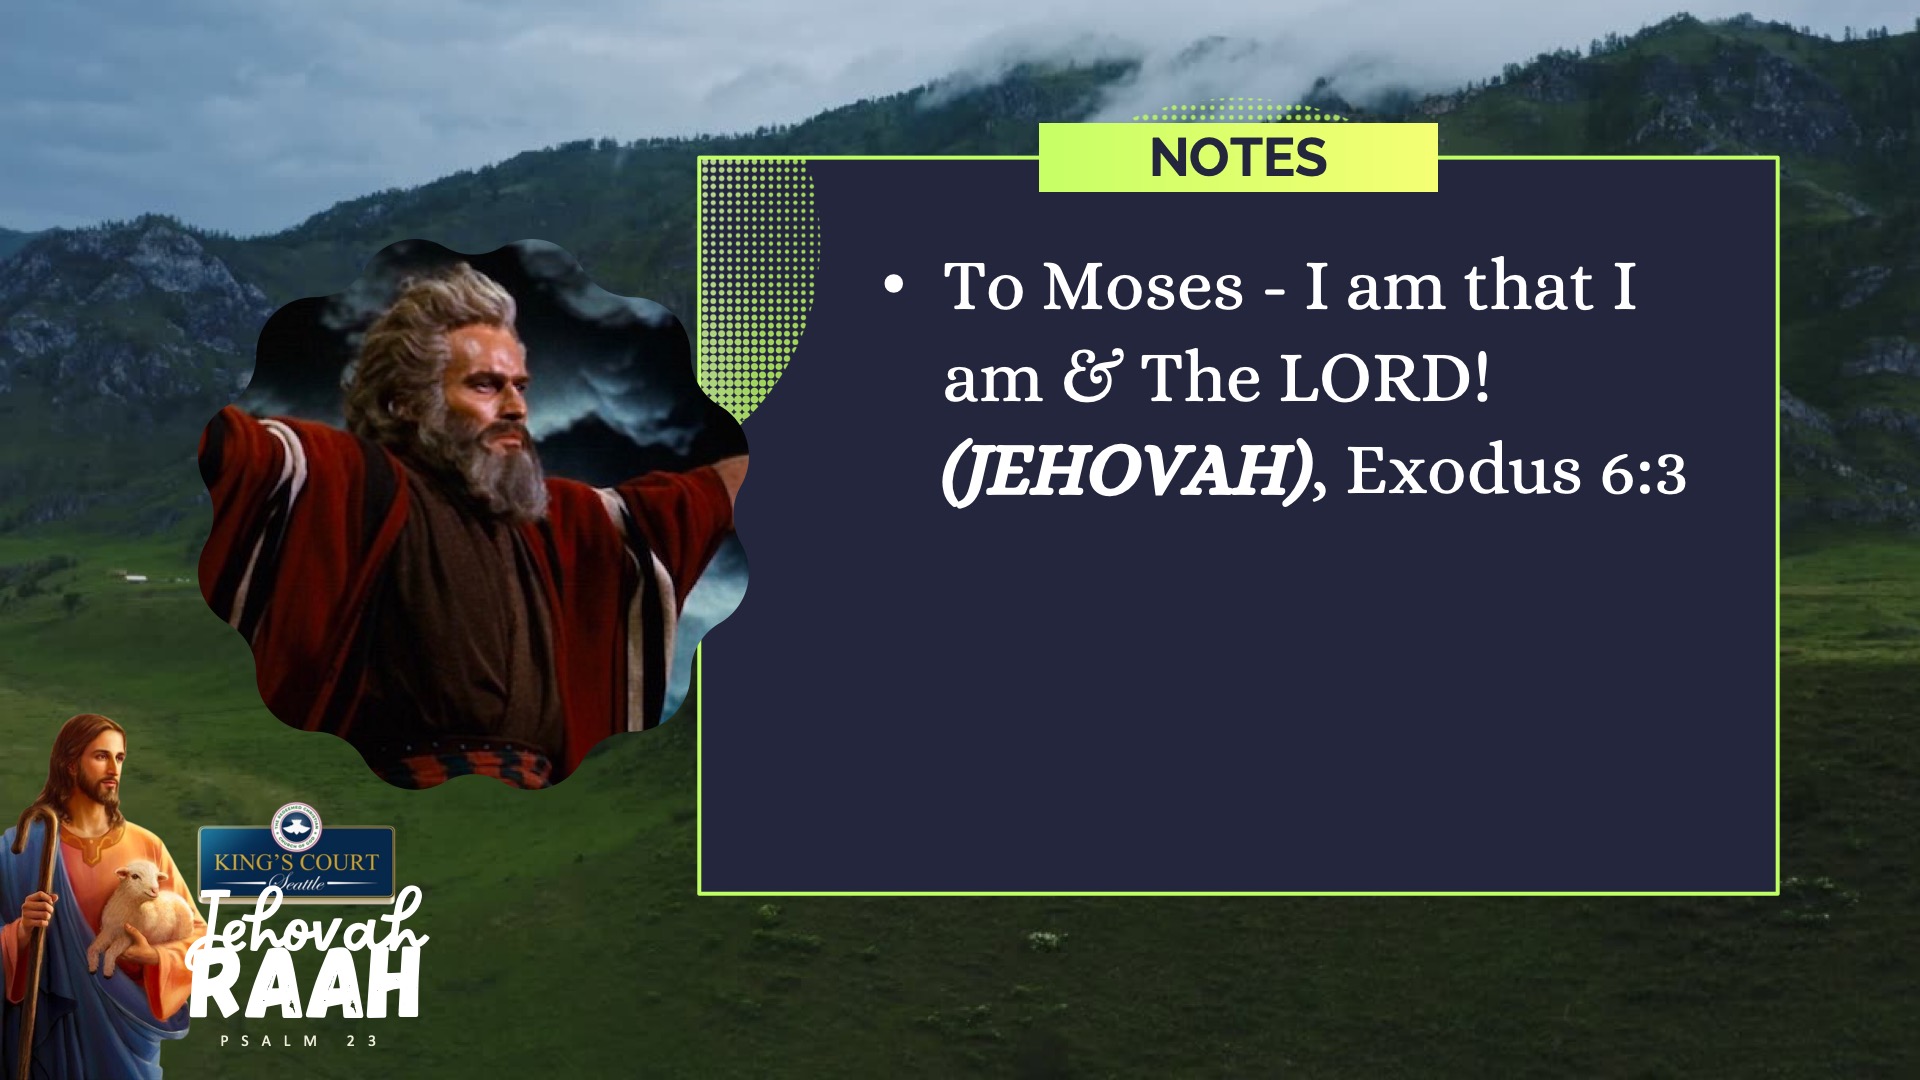 NOTES
• To Moses - I am that I
am & The LORD!
(JEHOVAH), Exodus 6:3
KING'S COURT
Seattle
Jehovah
RAAH
PSALM 23